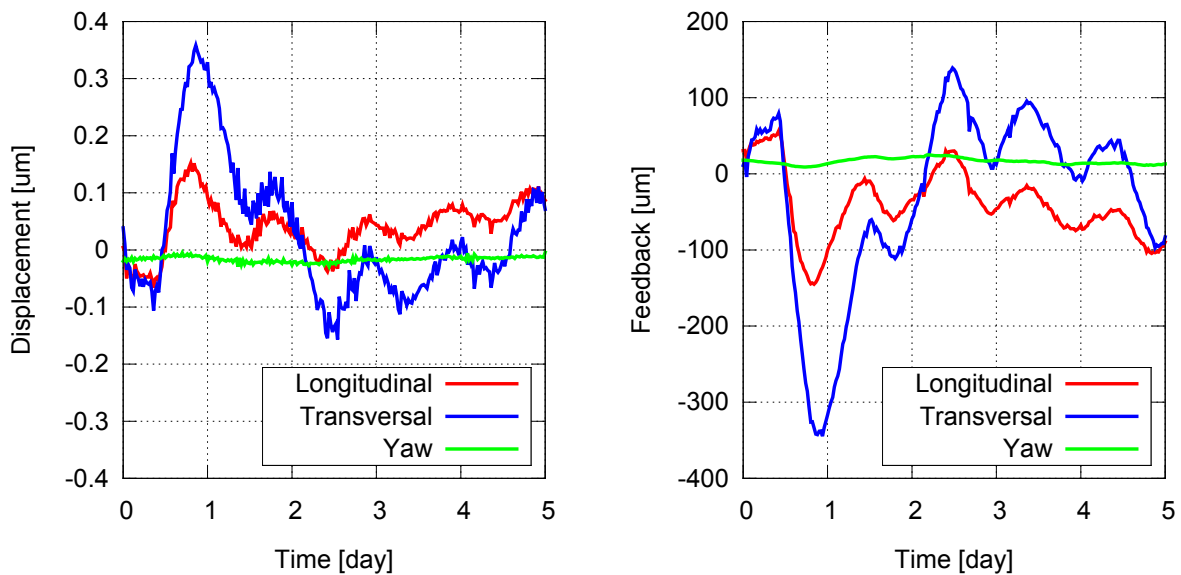 0.4
0.3
0.2
0.1
0
-0.1
-0.2
-0.3
-0.4
Displacement [um]
Longitudinal
Transversal
Yaw
0 1 2 3 4 5
Time [day]
200
100
0
-100
-200
-300
-400
Feedback [um]
Longitudinal
Transversal
Yaw
0 1 2 3 4 5
Time [day]